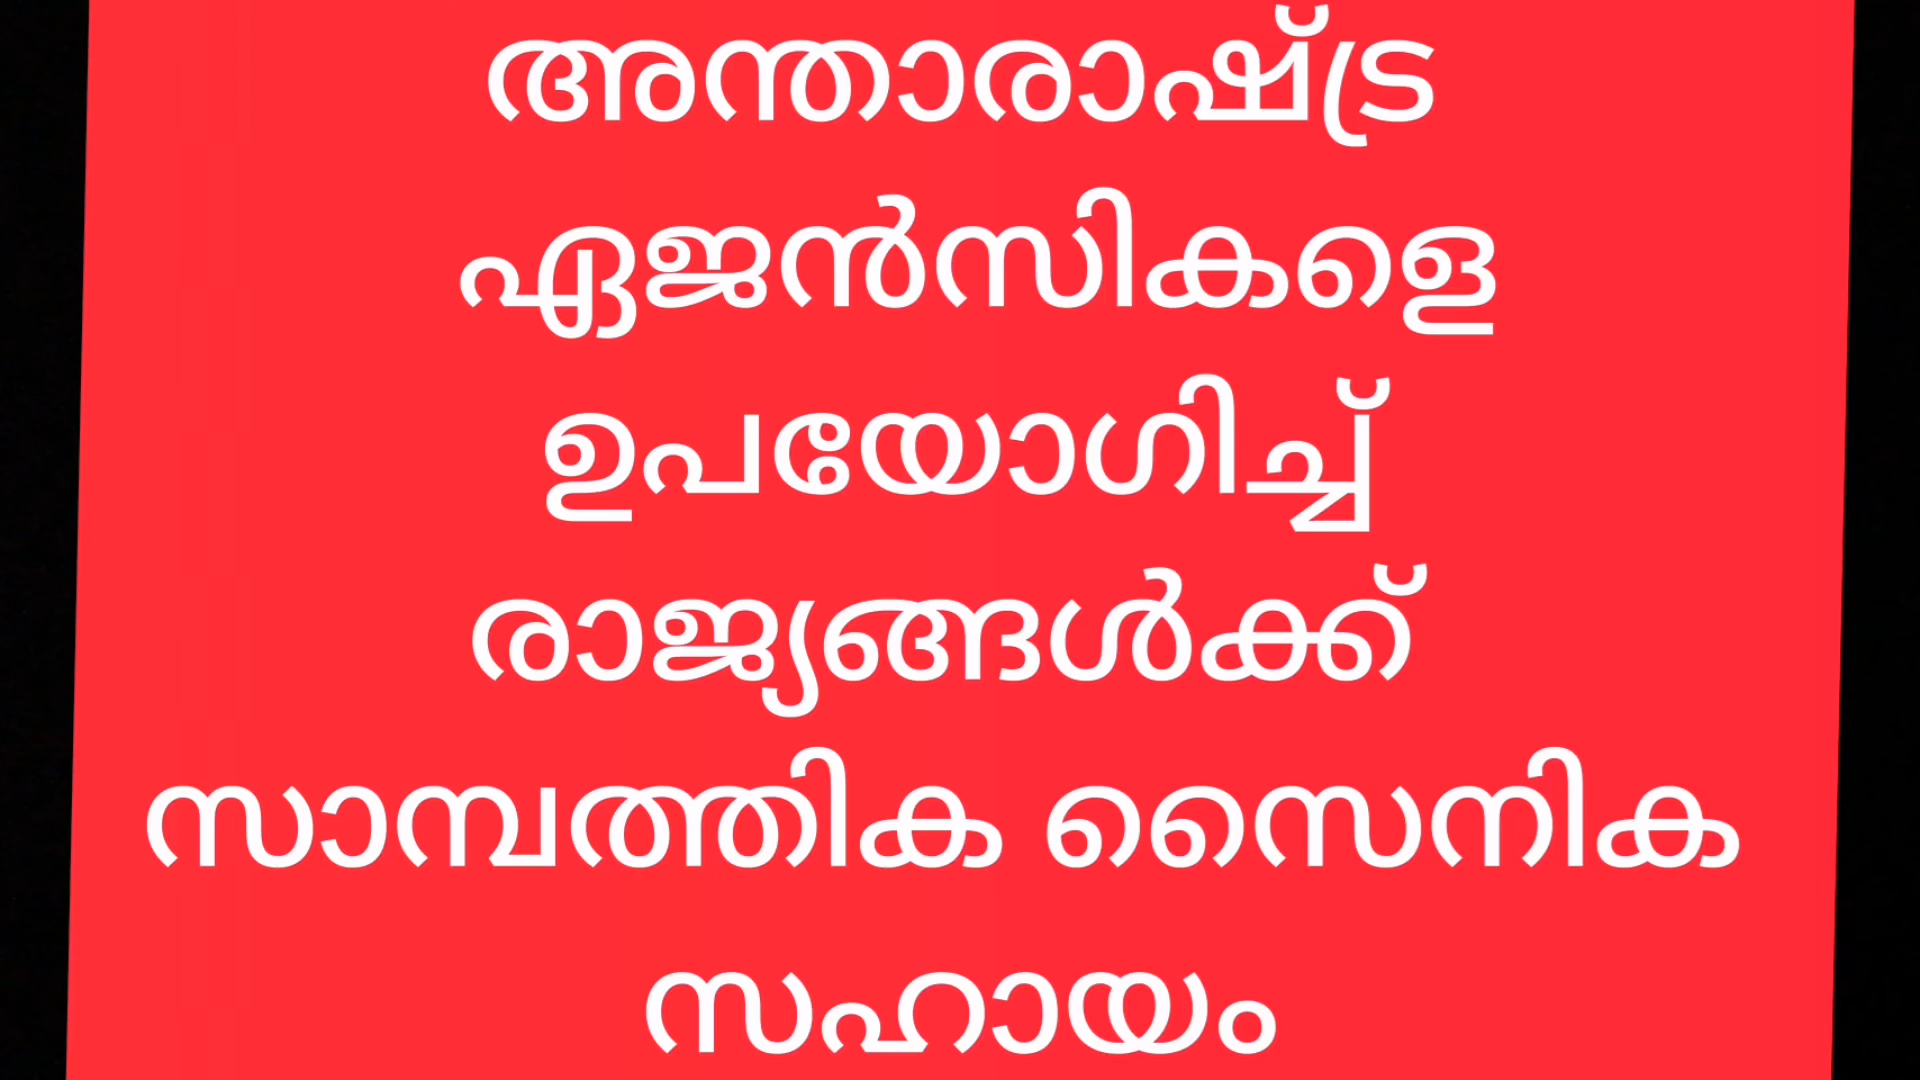 അന്താരാഷ്ട്ര
ഏജൻസികളെ
ഉപയോഗിച്ച്
രാജ്യങ്ങൾക്ക്
സാമ്പത്തിക സൈനിക
സഹായം